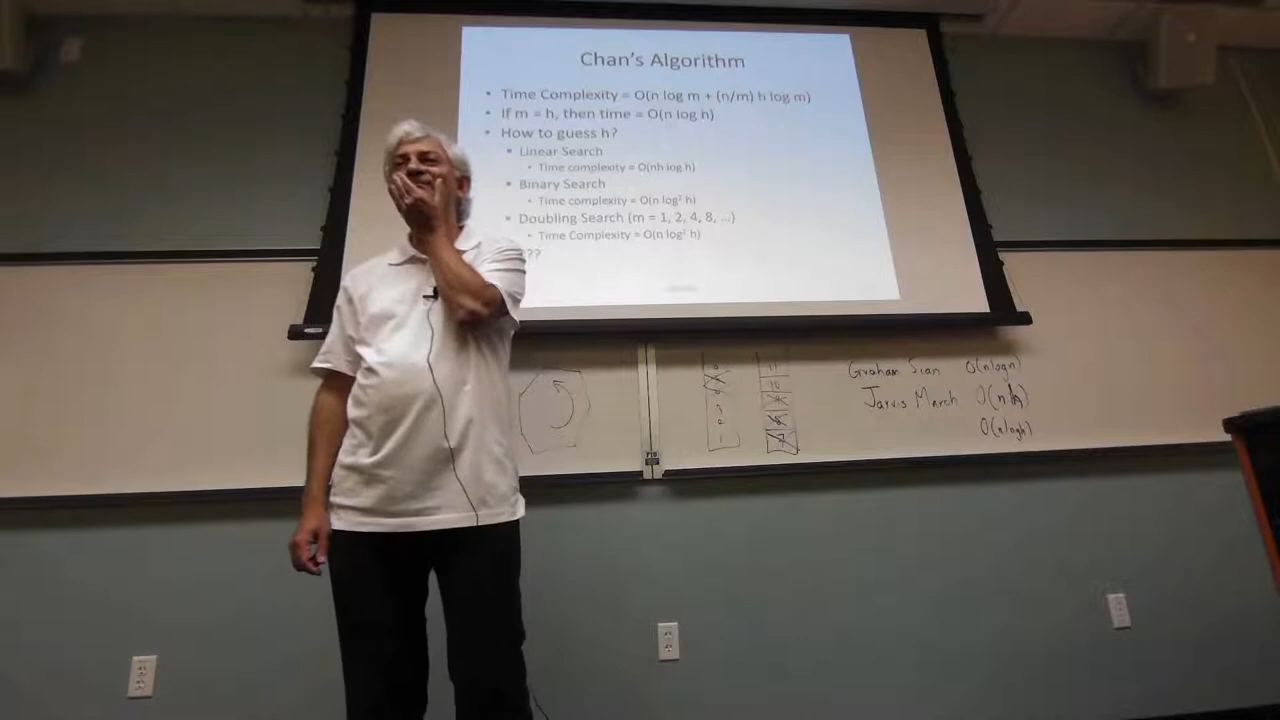 Chan's Algorithm
• Time Complexity = O(n log m + (n/m) h log m)
• If m = h, then time = O(n log h)
• How to guess h?
▪ Linear Search
• Time complexity = O(nh log h)
▪ Binary Search
• Time complexity = O(n log² h)
▪ Doubling Search (m = 1, 2, 4, 8, ...)
• Time Complexity = O(n log² h)
??
Graham Sian O(nlogn)
Jarvis March O(n.h)
O(nlogh)